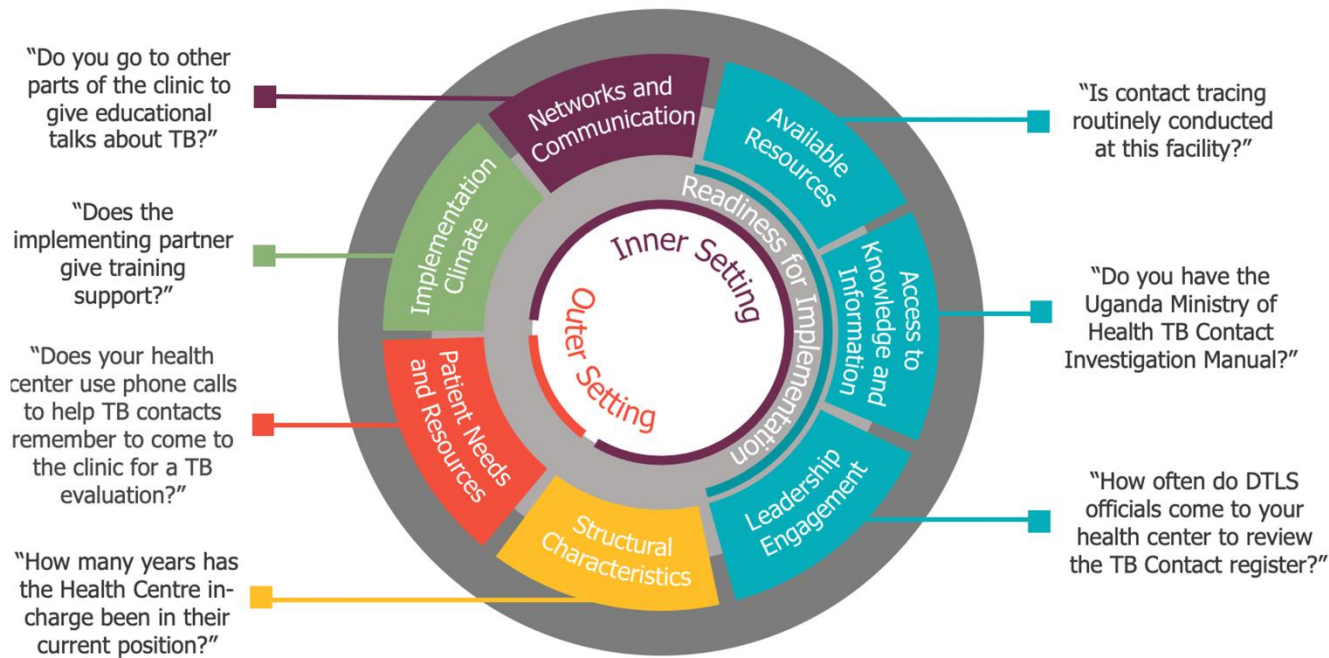 “Do you go to other
parts of the clinic to
give educational
talks about TB?”
“Does the
implementing partner
give training
support?”
“Does your health
center use phone calls
to help TB contacts
remember to come to
the clinic for a TB
evaluation?”
“How many years has
the Health Centre in-
charge been in their
current position?”
Networks and
Communication
Implementation
Climate
Patient Needs
and Resources
Structural
Characteristics
Available
Resources
Access to
Knowledge and
Information
Leadership
Engagement
Readiness for Implementation
Inner Setting
Outer Setting
“Is contact tracing
routinely conducted
at this facility?”
“Do you have the
Uganda Ministry of
Health TB Contact
Investigation Manual?”
“How often do DTLS
officials come to your
health center to review
the TB Contact register?”